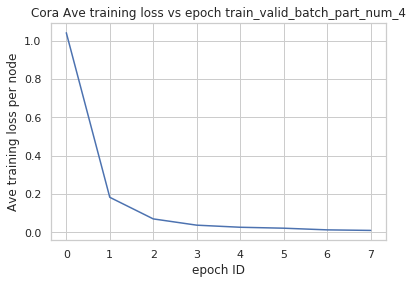 Cora Ave training loss vs epoch train_valid_batch_part_num_4
Ave training loss per node
1.0
0.8
0.6
0.4
0.2
0.0
0 1 2 3 4 5 6 7
epoch ID